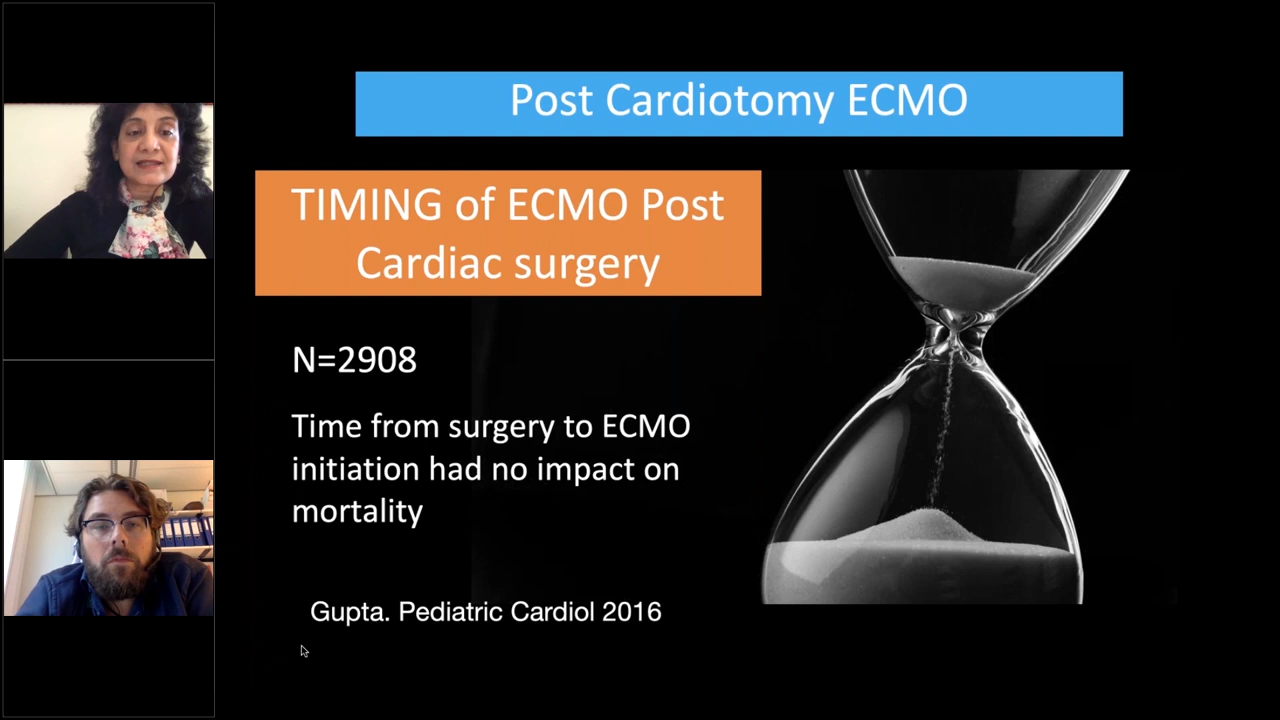 Post Cardiotomy ECMO
TIMING of ECMO Post
Cardiac surgery
N=2908
Time from surgery to ECMO
initiation had no impact on
mortality
Gupta. Pediatric Cardiol 2016